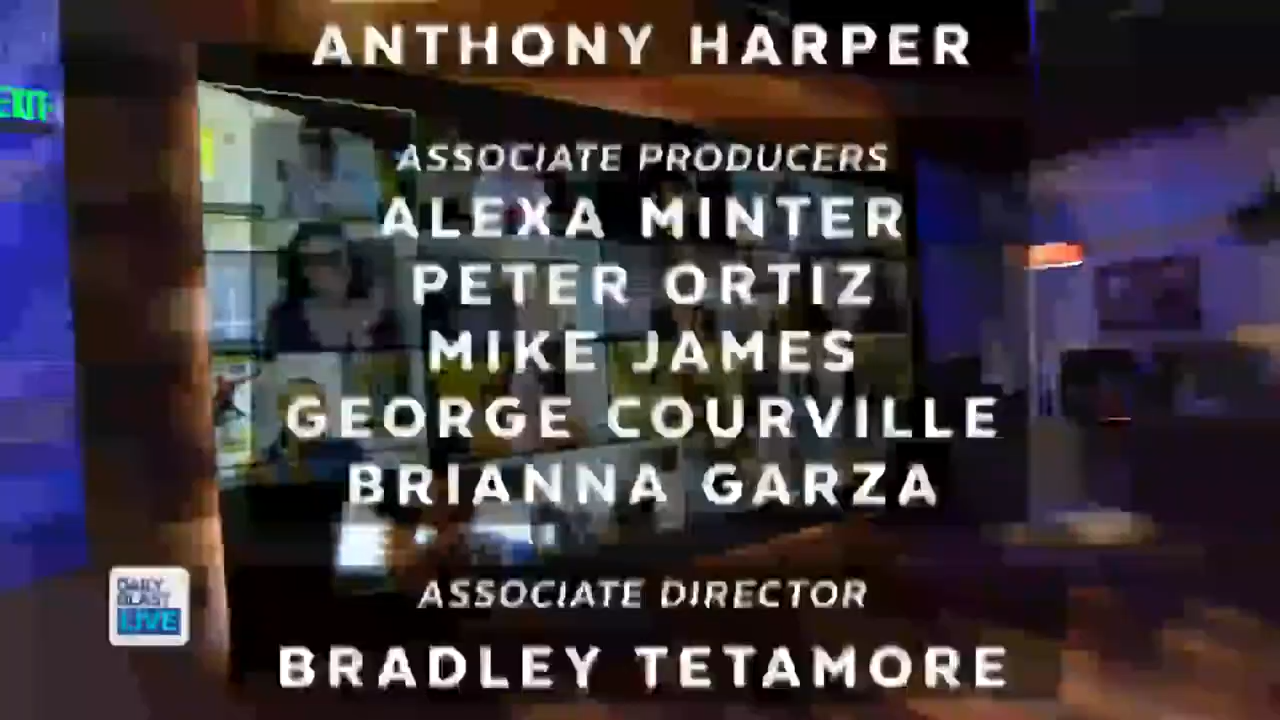 ANTHONY HARPER
EXIT
ASSOCIATE PRODUCERS
ALEXA MINTER
PETER ORTIZ
MIKE JAMES
GEORGE COURVILLE
BRIANNA GARZA
ASSOCIATE DIRECTOR
DAILY
BLAST
LIVE
BRADLEY TETAMORE